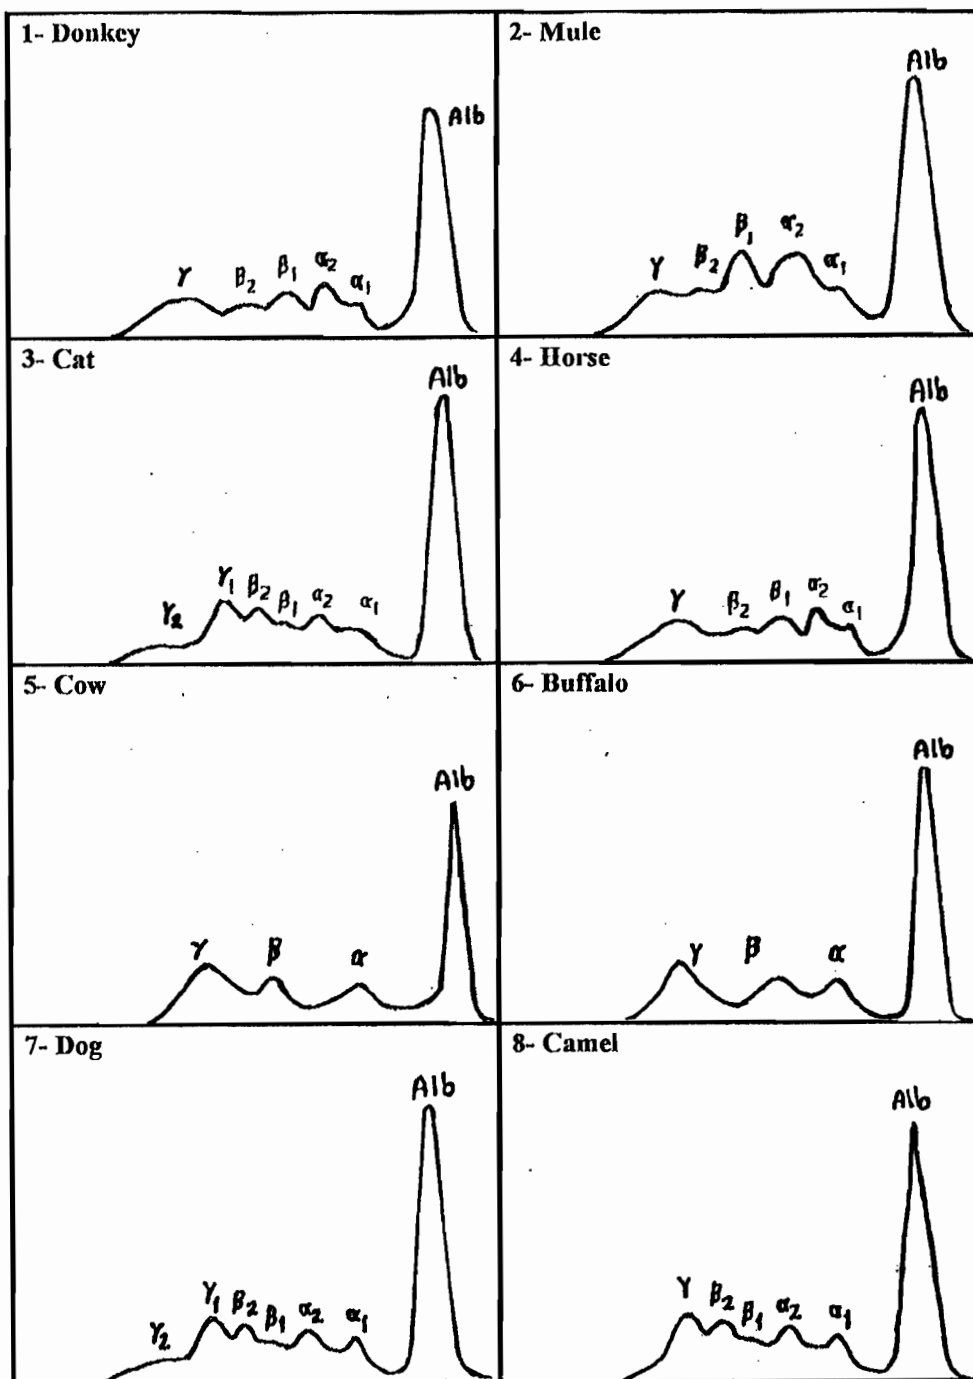 1- Donkey
Alb
γ β₂ β₁ α₂ α₁
2- Mule
Alb
γ β₂ β₁ α₂ α₁
3- Cat
Alb
γ₂ γ₁ β₂ β₁ α₂ α₁
4- Horse
Alb
γ β₂ β₁ α₂ α₁
5- Cow
Alb
γ β α
6- Buffalo
Alb
γ β α
7- Dog
Alb
γ₂ γ₁ β₂ β₁ α₂ α₁
8- Camel
Alb
γ β₂ β₁ α₂ α₁